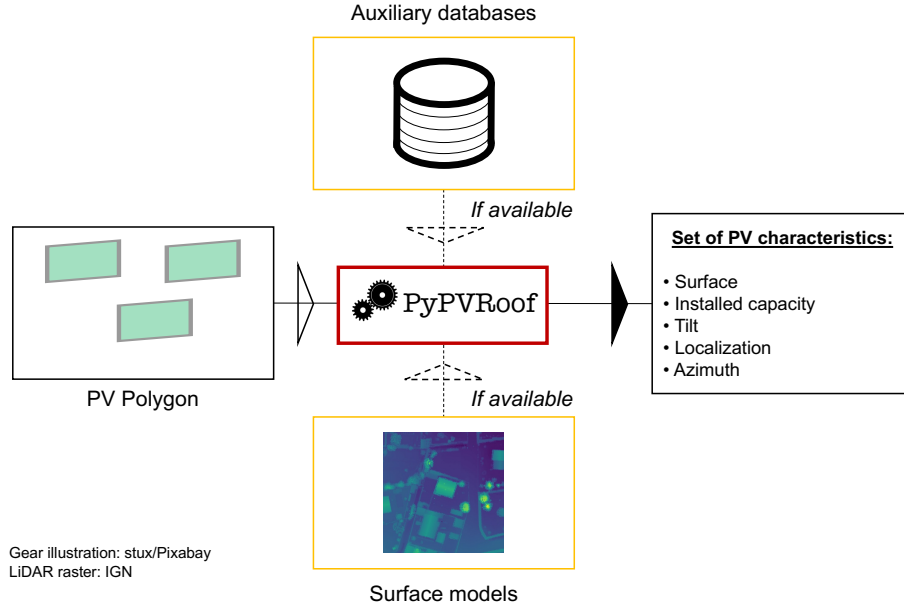 Auxiliary databases
If available
Set of PV characteristics:
• Surface
• Installed capacity
• Tilt
• Localization
• Azimuth
PyPVRoof
PV Polygon
If available
Gear illustration: stux/Pixabay
LiDAR raster: IGN
Surface models